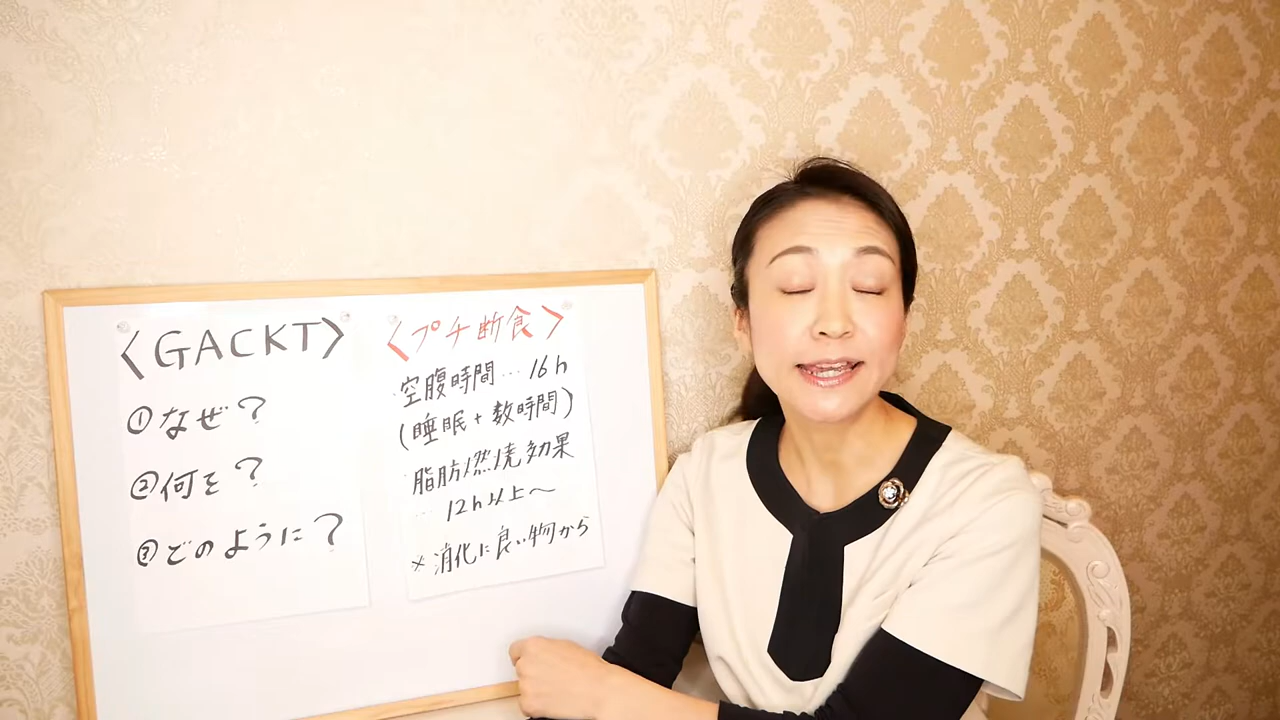 〈GACKT〉
①なぜ?
②何を?
③どのように?
〈プチ断食〉
・空腹時間…16h
(睡眠+数時間)
・脂肪燃焼効果
…12h以上〜
※消化に良い物から